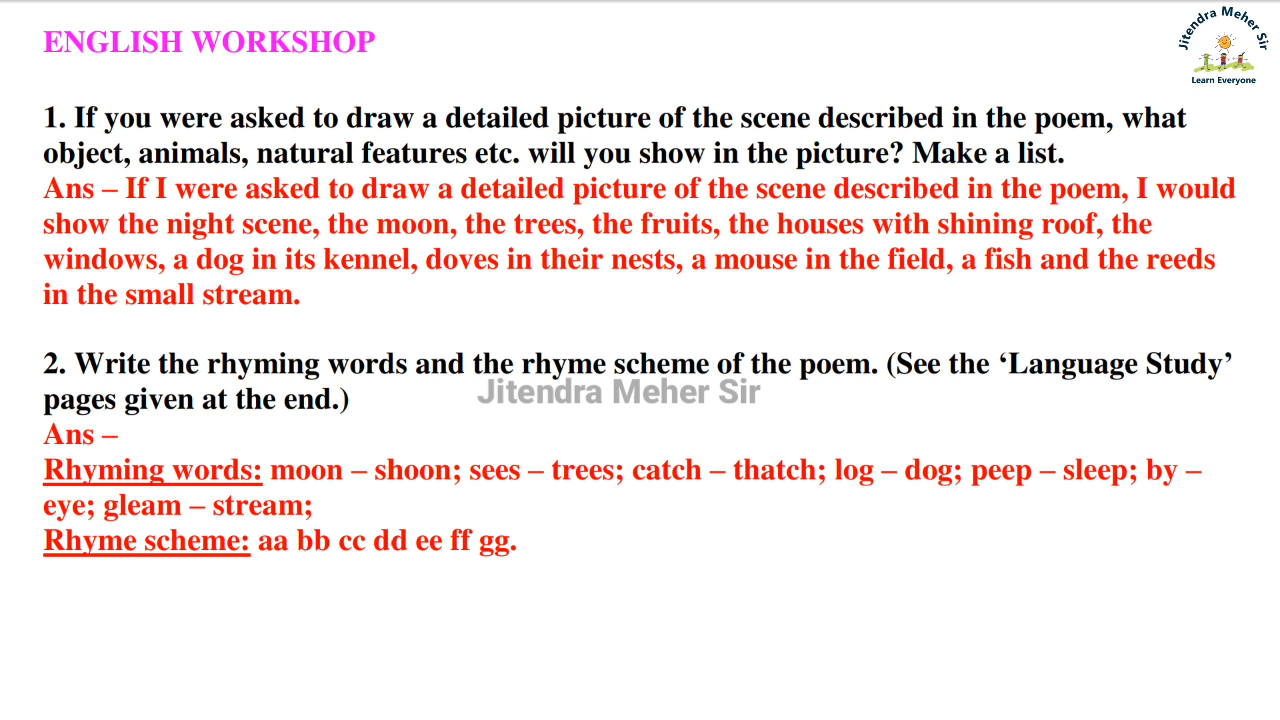 ENGLISH WORKSHOP
Jitendra Meher Sir
Learn Everyone
1. If you were asked to draw a detailed picture of the scene described in the poem, what
object, animals, natural features etc. will you show in the picture? Make a list.
Ans – If I were asked to draw a detailed picture of the scene described in the poem, I would
show the night scene, the moon, the trees, the fruits, the houses with shining roof, the
windows, a dog in its kennel, doves in their nests, a mouse in the field, a fish and the reeds
in the small stream.
2. Write the rhyming words and the rhyme scheme of the poem. (See the ‘Language Study’
pages given at the end.)
Jitendra Meher Sir
Ans –
Rhyming words: moon – shoon; sees – trees; catch – thatch; log – dog; peep – sleep; by –
eye; gleam – stream;
Rhyme scheme: aa bb cc dd ee ff gg.